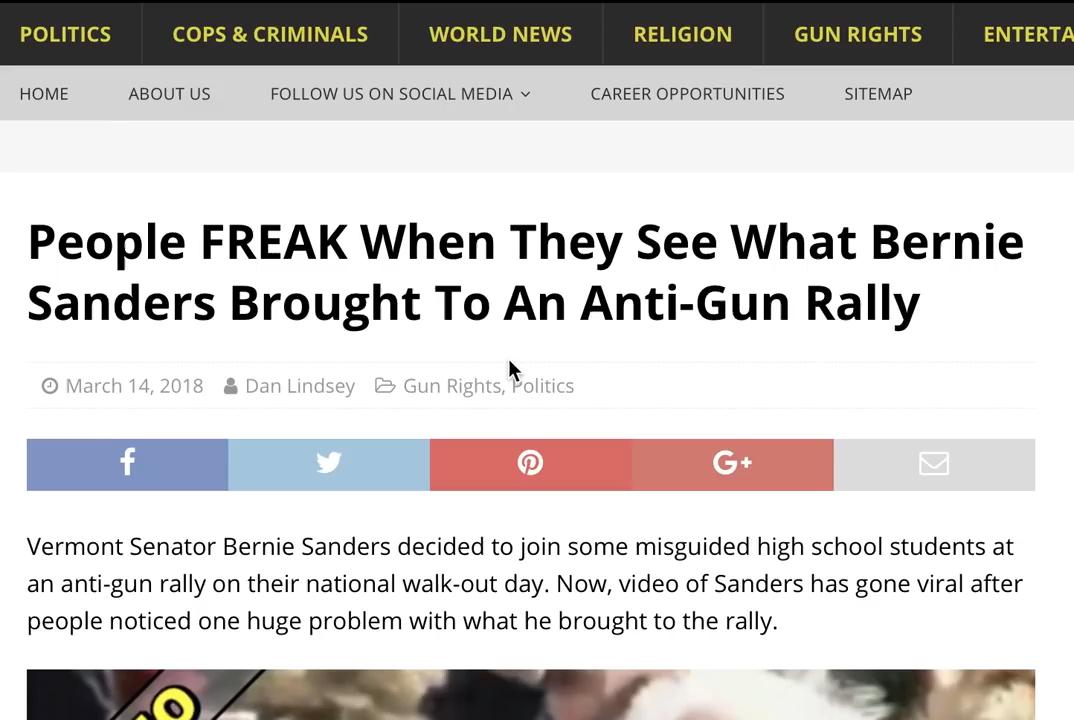 POLITICS COPS & CRIMINALS WORLD NEWS RELIGION GUN RIGHTS ENTERTA
HOME ABOUT US FOLLOW US ON SOCIAL MEDIA CAREER OPPORTUNITIES SITEMAP
People FREAK When They See What Bernie
Sanders Brought To An Anti-Gun Rally
March 14, 2018 Dan Lindsey Gun Rights, Politics
f G+
Vermont Senator Bernie Sanders decided to join some misguided high school students at
an anti-gun rally on their national walk-out day. Now, video of Sanders has gone viral after
people noticed one huge problem with what he brought to the rally.